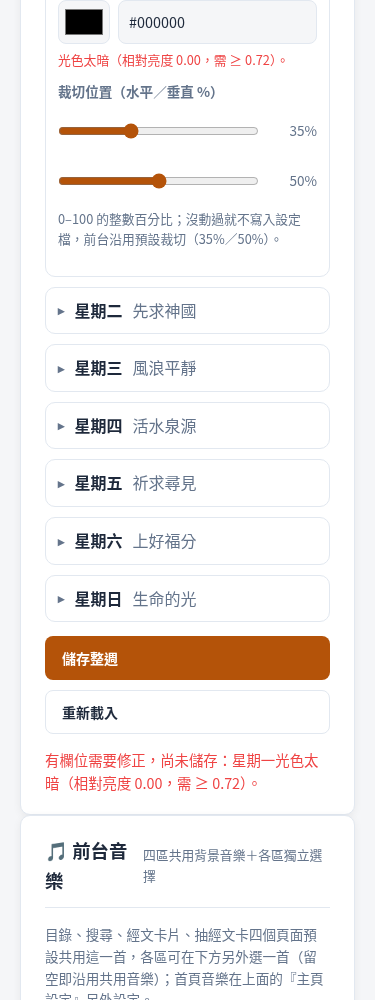 #000000
光色太暗（相對亮度 0.00，需 ≥ 0.72）。
裁切位置（水平／垂直 %）
35%
50%
0–100 的整數百分比；沒動過就不寫入設定
檔，前台沿用預設裁切（35%／50%）。
▸ 星期二 先求神國
▸ 星期三 風浪平靜
▸ 星期四 活水泉源
▸ 星期五 祈求尋見
▸ 星期六 上好福分
▸ 星期日 生命的光
儲存整週
重新載入
有欄位需要修正，尚未儲存：星期一光色太
暗（相對亮度 0.00，需 ≥ 0.72）。
🎵 前台音
樂
四區共用背景音樂＋各區獨立選
擇
目錄、搜尋、經文卡片、抽經文卡四個頁面預
設共用這一首，各區可在下方另外選一首（留
空即沿用共用音樂）；首頁音樂在上面的『主頁
設定』另外設定。